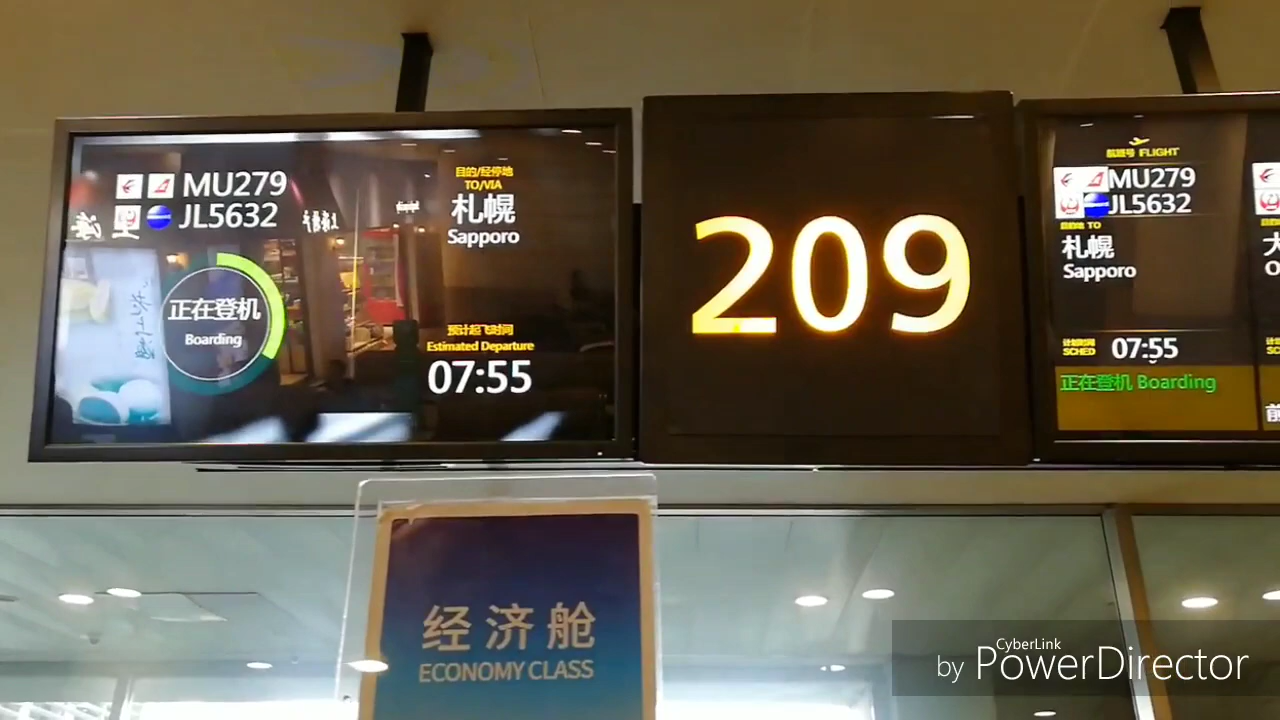 MU279
JL5632
正在登机
Boarding
目的/经停地
TO/VIA
札幌
Sapporo
预计起飞时间
Estimated Departure
07:55
209
航班号 FLIGHT
MU279
JL5632
目的地 TO
札幌
Sapporo
计划时间
SCHED
07:55
正在登机 Boarding
经济舱
ECONOMY CLASS
by CyberLink PowerDirector